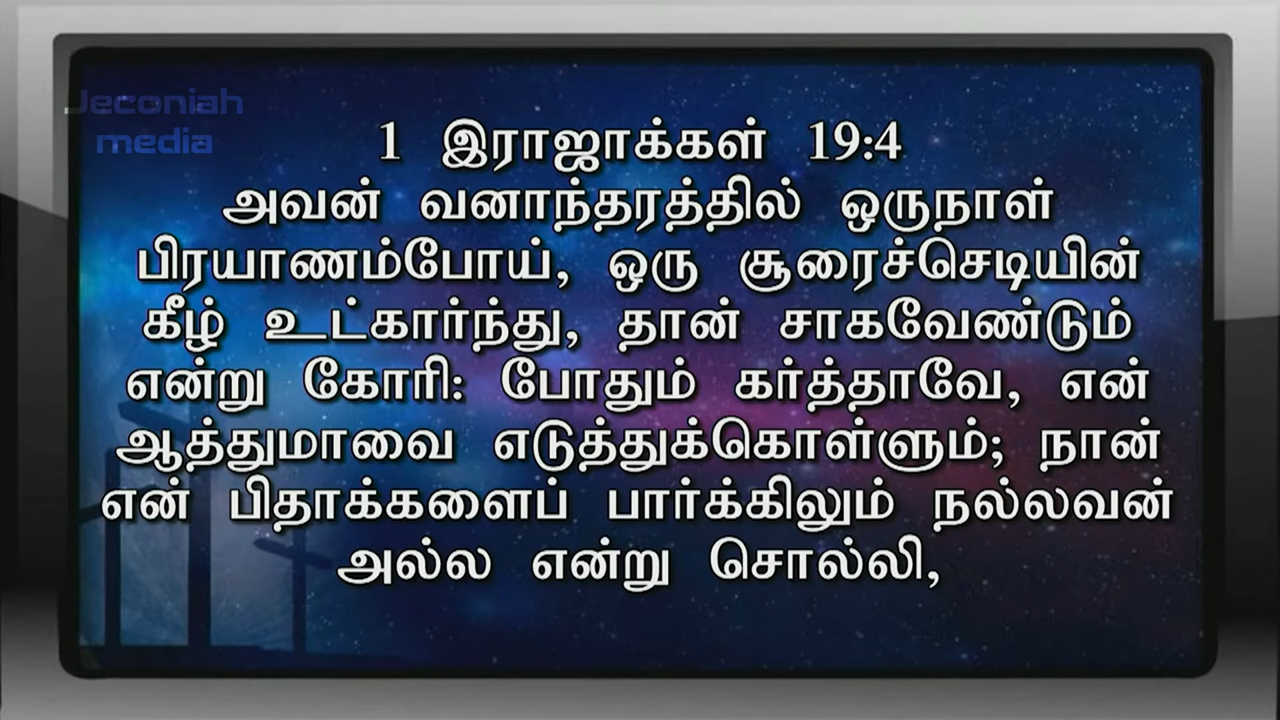 Jeconiah
media
1 இராஜாக்கள் 19:4
அவன் வனாந்தரத்தில் ஒருநாள்
பிரயாணம்போய், ஒரு சூரைச்செடியின்
கீழ் உட்கார்ந்து, தான் சாகவேண்டும்
என்று கோரி: போதும் கர்த்தாவே, என்
ஆத்துமாவை எடுத்துக்கொள்ளும்; நான்
என் பிதாக்களைப் பார்க்கிலும் நல்லவன்
அல்ல என்று சொல்லி,